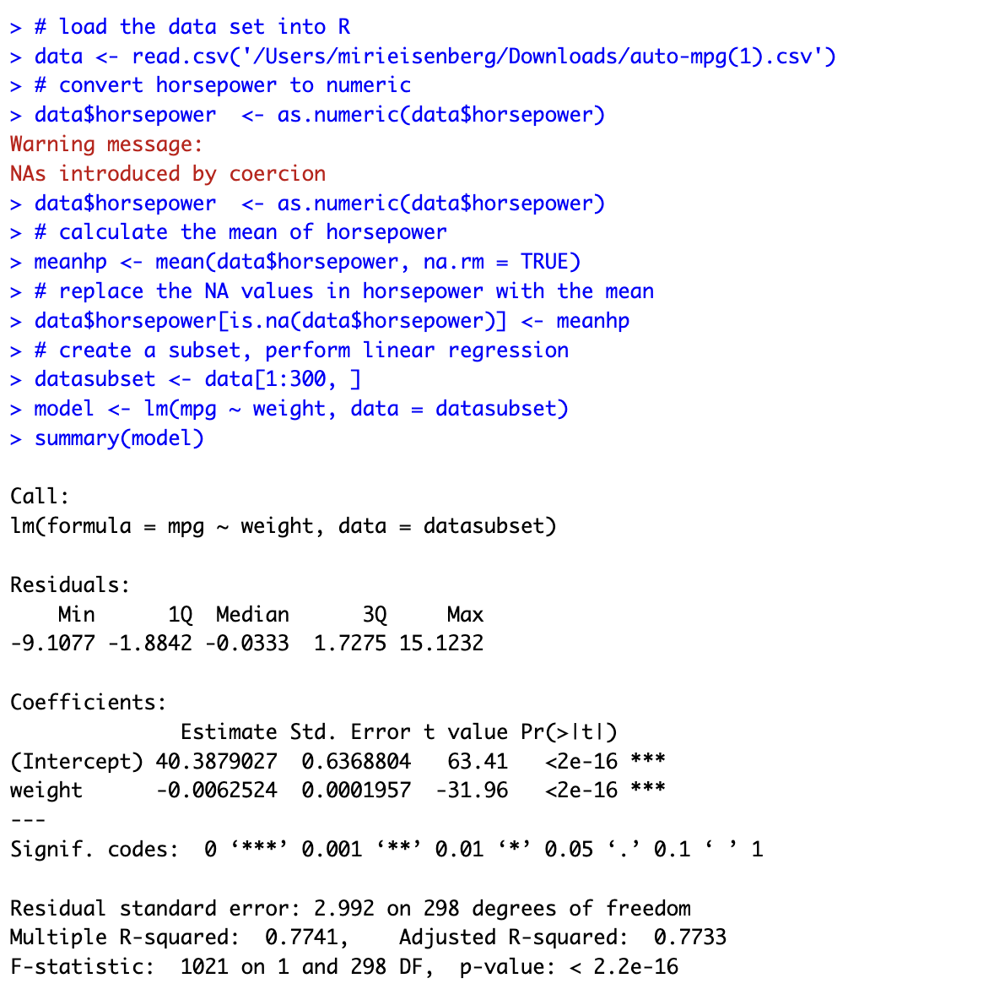 > # load the data set into R
> data <- read.csv('/Users/mirieisenberg/Downloads/auto-mpg(1).csv')
> # convert horsepower to numeric
> data$horsepower  <- as.numeric(data$horsepower)
Warning message:
NAs introduced by coercion
> data$horsepower  <- as.numeric(data$horsepower)
> # calculate the mean of horsepower
> meanhp <- mean(data$horsepower, na.rm = TRUE)
> # replace the NA values in horsepower with the mean
> data$horsepower[is.na(data$horsepower)] <- meanhp
> # create a subset, perform linear regression
> datasubset <- data[1:300, ]
> model <- lm(mpg ~ weight, data = datasubset)
> summary(model)

Call:
lm(formula = mpg ~ weight, data = datasubset)

Residuals:
    Min      1Q  Median      3Q     Max
-9.1077 -1.8842 -0.0333  1.7275 15.1232

Coefficients:
              Estimate Std. Error t value Pr(>|t|)
(Intercept) 40.3879027  0.6368804   63.41   <2e-16 ***
weight      -0.0062524  0.0001957  -31.96   <2e-16 ***
---
Signif. codes:  0 ‘***’ 0.001 ‘**’ 0.01 ‘*’ 0.05 ‘.’ 0.1 ‘ ’ 1

Residual standard error: 2.992 on 298 degrees of freedom
Multiple R-squared:  0.7741,    Adjusted R-squared:  0.7733
F-statistic:  1021 on 1 and 298 DF,  p-value: < 2.2e-16